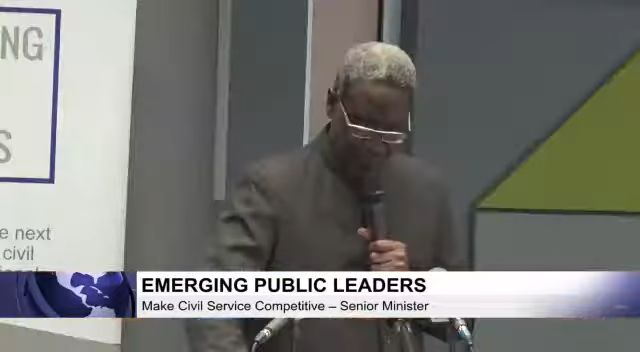 NG
S
e next
civil
EMERGING PUBLIC LEADERS
Make Civil Service Competitive – Senior Minister